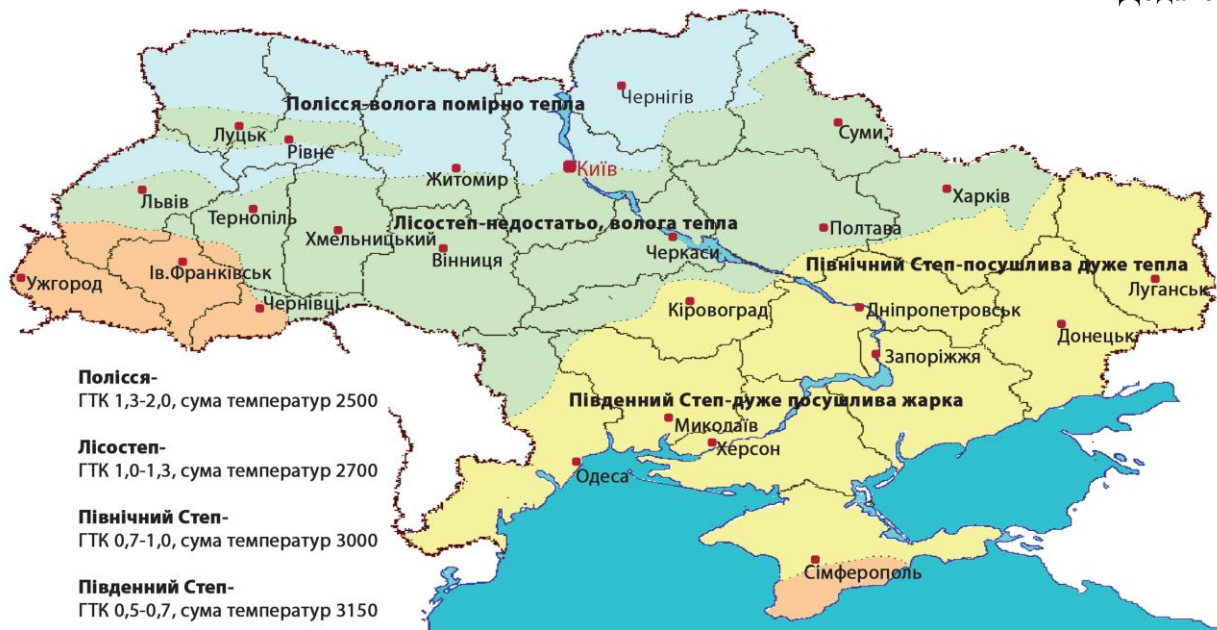 Чернігів
Полісся-волога помірно тепла
Суми
Луцьк
Рівне
Київ
Житомир
Львів
Харків
Тернопіль
Лісостеп-недостатьо, волога тепла
Полтава
Хмельницький
Черкаси
Вінниця
Північний Степ-посушлива дуже тепла
Ів.Франківськ
Ужгород
Луганськ
Чернівці
Кіровоград
Дніпропетровськ
Донецьк
Запоріжжя
Полісся-
ГТК 1,3-2,0, сума температур 2500
Південний Степ-дуже посушлива жарка
Миколаїв
Херсон
Лісостеп-
ГТК 1,0-1,3, сума температур 2700
Одеса
Північний Степ-
ГТК 0,7-1,0, сума температур 3000
Сімферополь
Південний Степ-
ГТК 0,5-0,7, сума температур 3150